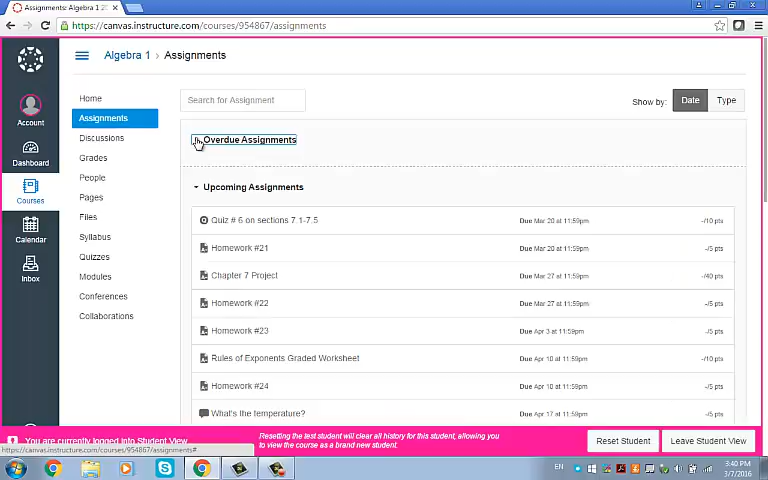 Assignments: Algebra 1 2
https://canvas.instructure.com/courses/954867/assignments
Algebra 1 › Assignments
Account
Dashboard
Courses
Calendar
Inbox
Home
Assignments
Discussions
Grades
People
Pages
Files
Syllabus
Quizzes
Modules
Conferences
Collaborations
Search for Assignment
Show by: Date Type
Overdue Assignments
Upcoming Assignments
Quiz # 6 on sections 7.1-7.5 Due Mar 20 at 11:59pm -/10 pts
Homework #21 Due Mar 20 at 11:59pm -/5 pts
Chapter 7 Project Due Mar 27 at 11:59pm -/40 pts
Homework #22 Due Mar 27 at 11:59pm -/5 pts
Homework #23 Due Apr 3 at 11:59pm -/5 pts
Rules of Exponents Graded Worksheet Due Apr 10 at 11:59pm -/10 pts
Homework #24 Due Apr 10 at 11:59pm -/5 pts
What's the temperature? Due Apr 17 at 11:59pm -/5 pts
You are currently logged into Student View
Resetting the test student will clear all history for this student, allowing you
to view the course as a brand new student.
Reset Student
Leave Student View
https://canvas.instructure.com/courses/954867/assignments#
EN
3:40 PM
3/7/2016